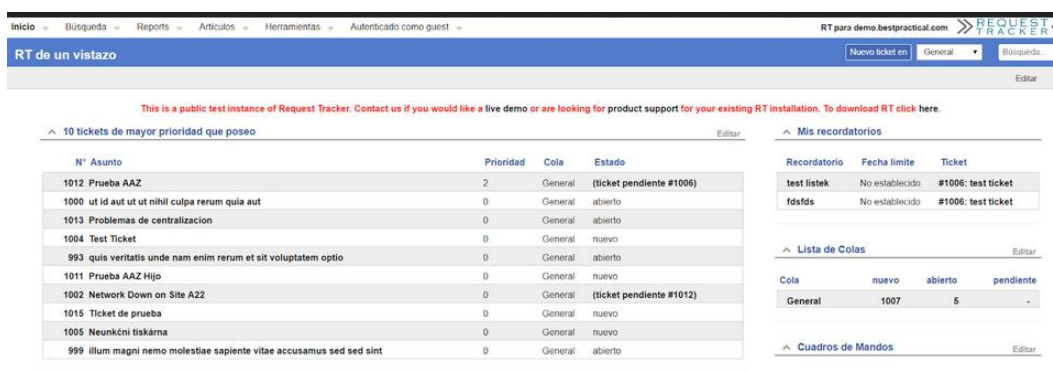 Inicio Búsqueda Reports Artículos Herramientas Autenticado como guest RT para demo.bestpractical.com REQUEST TRACKER
RT de un vistazo Nuevo ticket en General Búsqueda...
Editar
This is a public test instance of Request Tracker. Contact us if you would like a live demo or are looking for product support for your existing RT installation. To download RT click here.
10 tickets de mayor prioridad que poseo Editar
N° Asunto Prioridad Cola Estado
1012 Prueba AAZ 2 General (ticket pendiente #1006)
1000 ut id aut ut ut nihil culpa rerum quia aut 0 General abierto
1013 Problemas de centralizacion 0 General abierto
1004 Test Ticket 0 General nuevo
993 quis veritatis unde nam enim rerum et sit voluptatem optio 0 General abierto
1011 Prueba AAZ Hijo 0 General nuevo
1002 Network Down on Site A22 0 General (ticket pendiente #1012)
1015 Ticket de prueba 0 General nuevo
1005 Neunkční tiskárna 0 General nuevo
999 illum magni nemo molestiae sapiente vitae accusamus sed sed sint 0 General abierto
Mis recordatorios
Recordatorio Fecha límite Ticket
test listek No establecido #1006: test ticket
fdsfds No establecido #1006: test ticket
Lista de Colas Editar
Cola nuevo abierto pendiente
General 1007 5 -
Cuadros de Mandos Editar